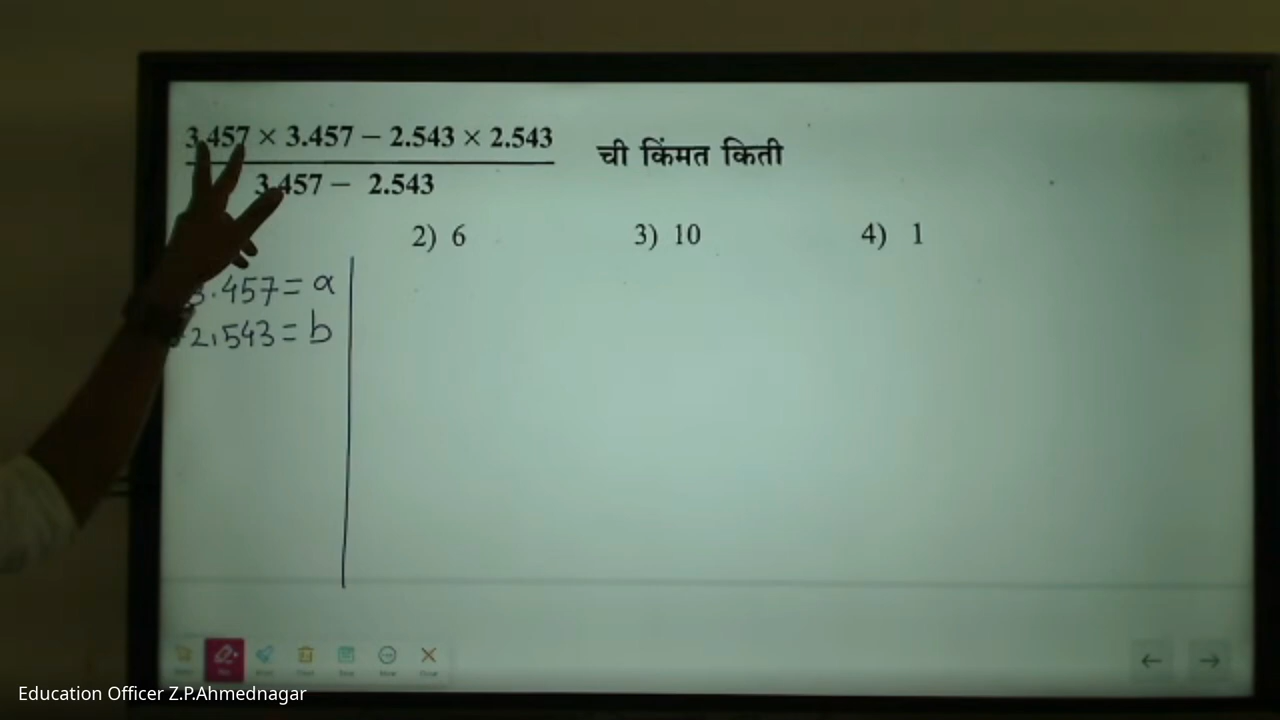 3.457 × 3.457 − 2.543 × 2.543
3.457 − 2.543
ची किंमत किती
2) 6 3) 10 4) 1
3.457 = a
2.543 = b
Education Officer Z.P.Ahmednagar